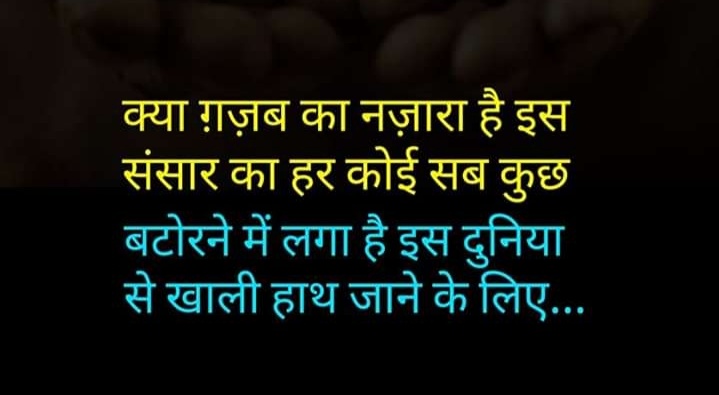 क्या ग़ज़ब का नज़ारा है इस
संसार का हर कोई सब कुछ
बटोरने में लगा है इस दुनिया
से खाली हाथ जाने के लिए...